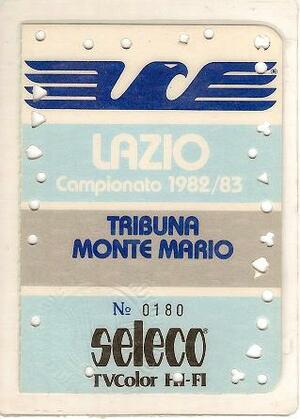 LAZIO
Campionato 1982/83
TRIBUNA
MONTE MARIO
No 0180
seleco®
TVColor HI-FI